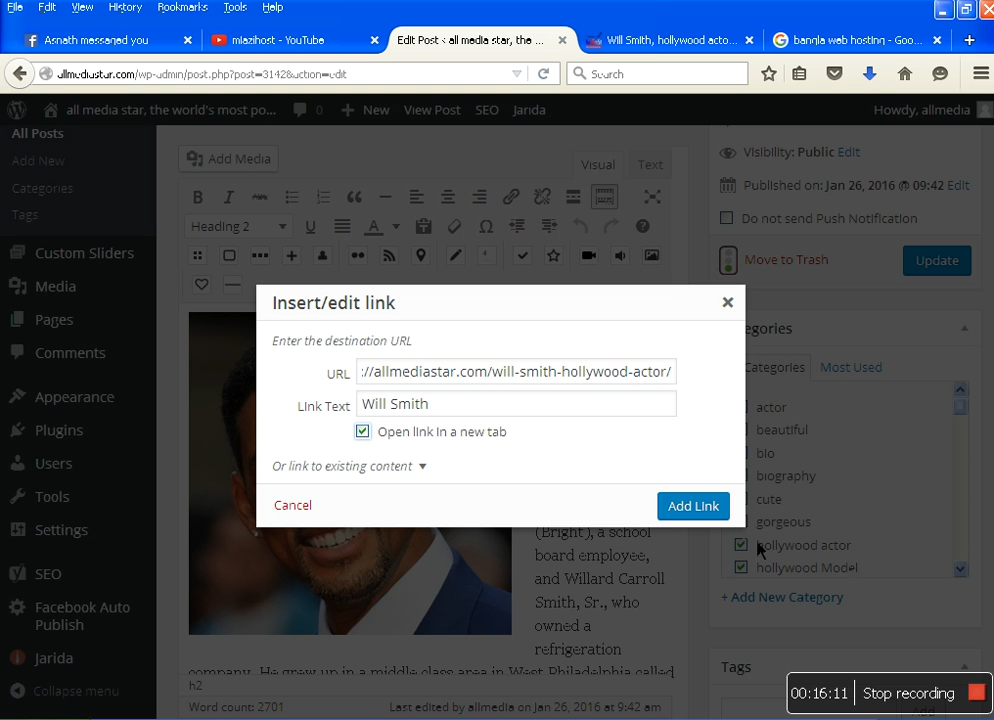 File Edit View History Bookmarks Tools Help
Asnath messaged you
mlazihost - YouTube
Edit Post ‹ all media star, the ...
Will Smith, hollywood acto...
bangla web hosting - Goo...
allmediastar.com/wp-admin/post.php?post=3142&action=edit
Search
all media star, the world's most po...
0
New
View Post
SEO
Jarida
Howdy, allmedia
All Posts
Add New
Categories
Tags
Custom Sliders
Media
Pages
Comments
Appearance
Plugins
Users
Tools
Settings
SEO
Facebook Auto
Publish
Jarida
Collapse menu
Add Media
Visual
Text
Heading 2
Insert/edit link
Enter the destination URL
URL
://allmediastar.com/will-smith-hollywood-actor/
Link Text
Will Smith
Open link in a new tab
Or link to existing content
Cancel
Add Link
(Bright), a school
board employee,
and Willard Carroll
Smith, Sr., who
owned a
refrigeration
company. He grew up in a middle class area in West Philadelphia called
h2
Word count: 2701
Last edited by allmedia on Jan 26, 2016 at 9:42 am
Visibility: Public Edit
Published on: Jan 26, 2016 @ 09:42 Edit
Do not send Push Notification
Move to Trash
Update
egories
Categories
Most Used
actor
beautiful
bio
biography
cute
gorgeous
hollywood actor
hollywood Model
+ Add New Category
Tags
Add
00:16:11
Stop recording